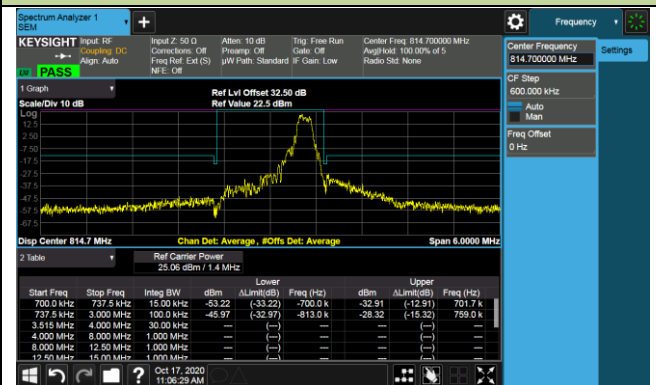 Spectrum Analyzer 1
SEM
+
Frequency
KEYSIGHT
Input: RF
Coupling: DC
Align: Auto
Input Z: 50 Ω
Corrections: Off
Freq Ref: Ext (S)
NFE: Off
Atten: 10 dB
Preamp: Off
µW Path: Standard
Trig: Free Run
Gate: Off
IF Gain: Low
Center Freq: 814.700000 MHz
Avg|Hold: 100.00% of 5
Radio Std: None
PASS
Center Frequency
814.700000 MHz
Settings
CF Step
600.000 kHz
Auto
Man
Freq Offset
0 Hz
1 Graph
Scale/Div 10 dB
Ref Lvl Offset 32.50 dB
Ref Value 22.5 dBm
Log
12.5
2.50
-7.50
-17.5
-27.5
-37.5
-47.5
-57.5
-67.5
Disp Center 814.7 MHz
Chan Det: Average, #Offs Det: Average
Span 6.0000 MHz
2 Table
Ref Carrier Power
25.06 dBm / 1.4 MHz
Lower Upper
Start Freq Stop Freq Integ BW dBm ΔLimit(dB) Freq (Hz) dBm ΔLimit(dB) Freq (Hz)
700.0 kHz 737.5 kHz 15.00 kHz -53.22 (-33.22) -700.0 k -32.91 (-12.91) 701.7 k
737.5 kHz 3.000 MHz 100.0 kHz -45.97 (-32.97) -813.0 k -28.32 (-15.32) 759.0 k
3.515 MHz 4.000 MHz 30.00 kHz --- (---) --- --- (---) ---
4.000 MHz 8.000 MHz 1.000 MHz --- (---) --- --- (---) ---
8.000 MHz 12.50 MHz 1.000 MHz --- (---) --- --- (---) ---
12.50 MHz 15.00 MHz 1.000 MHz --- (---) --- --- (---) ---
?
Oct 17, 2020
11:06:29 AM